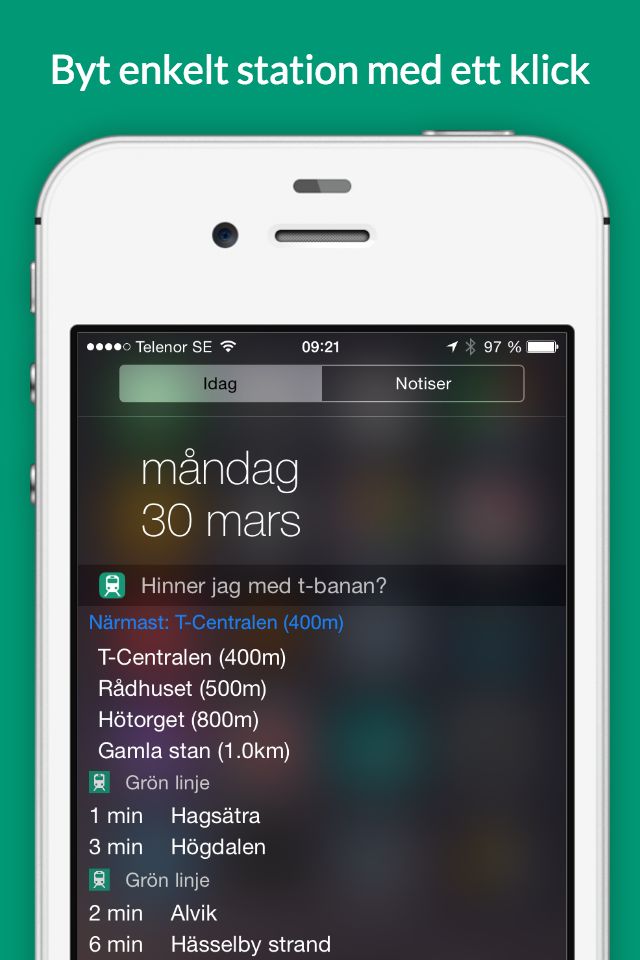 Byt enkelt station med ett klick
Telenor SE 09:21 97 %
Idag Notiser
måndag
30 mars
Hinner jag med t-banan?
Närmast: T-Centralen (400m)
T-Centralen (400m)
Rådhuset (500m)
Hötorget (800m)
Gamla stan (1.0km)
Grön linje
1 min Hagsätra
3 min Högdalen
Grön linje
2 min Alvik
6 min Hässelby strand